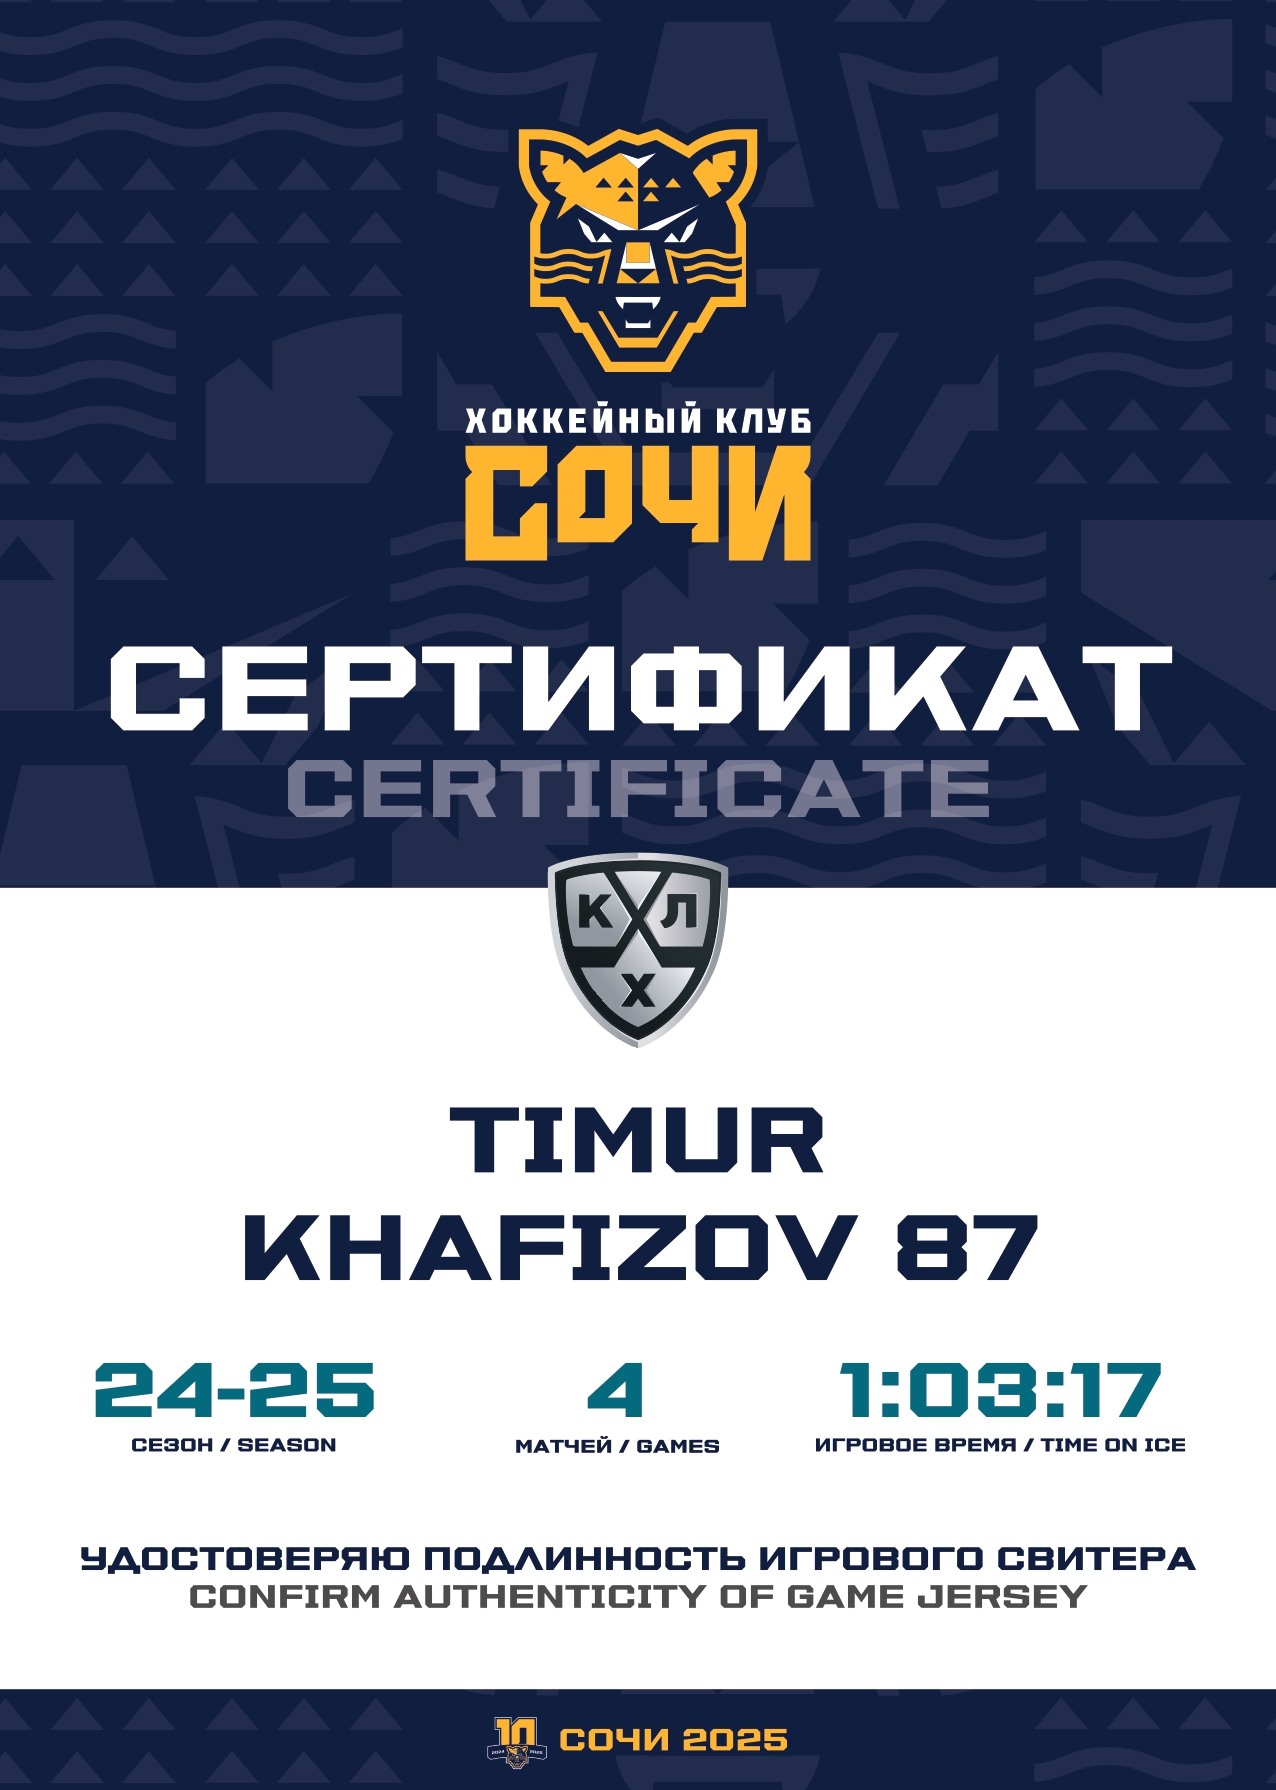 ХОККЕЙНЫЙ КЛУБ
СОЧИ
СЕРТИФИКАТ
CERTIFICATE
К Л
Х
TIMUR
KHAFIZOV 87
24-25 4 1:03:17
СЕЗОН / SEASON МАТЧЕЙ / GAMES ИГРОВОЕ ВРЕМЯ / TIME ON ICE
УДОСТОВЕРЯЮ ПОДЛИННОСТЬ ИГРОВОГО СВИТЕРА
CONFIRM AUTHENTICITY OF GAME JERSEY
10 СОЧИ 2025